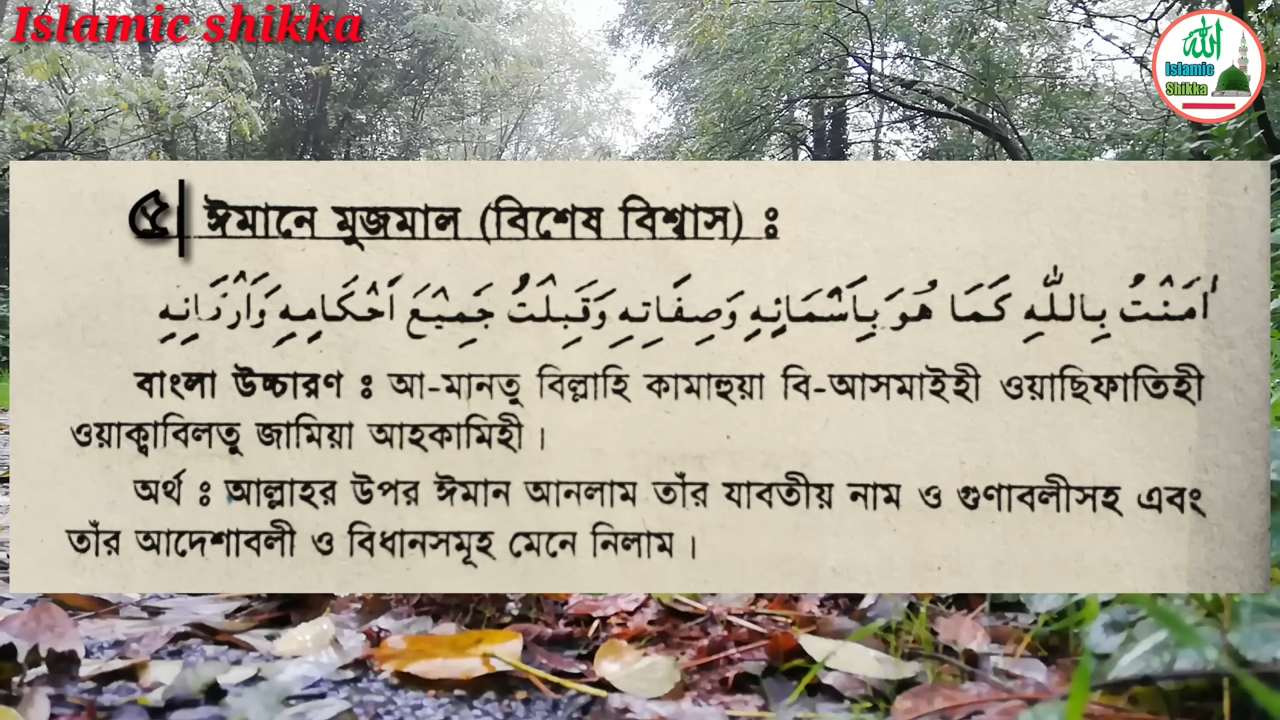 Islamic shikka
الله
Islamic
Shikka
৫| ঈমানে মুজমাল (বিশেষ বিশ্বাস) :
اٰمَنْتُ بِاللّٰهِ كَمَا هُوَ بِاَسْمَائِهٖ وَصِفَاتِهٖ وَقَبِلْتُ جَمِيْعَ اَحْكَامِهٖ وَاَرْكَانِهٖ
বাংলা উচ্চারণ : আ-মানতু বিল্লাহি কামাহুয়া বি-আসমাইহী ওয়াছিফাতিহী
ওয়াক্বাবিলতু জামিয়া আহকামিহী।
অর্থ : আল্লাহর উপর ঈমান আনলাম তাঁর যাবতীয় নাম ও গুণাবলীসহ এবং
তাঁর আদেশাবলী ও বিধানসমূহ মেনে নিলাম।